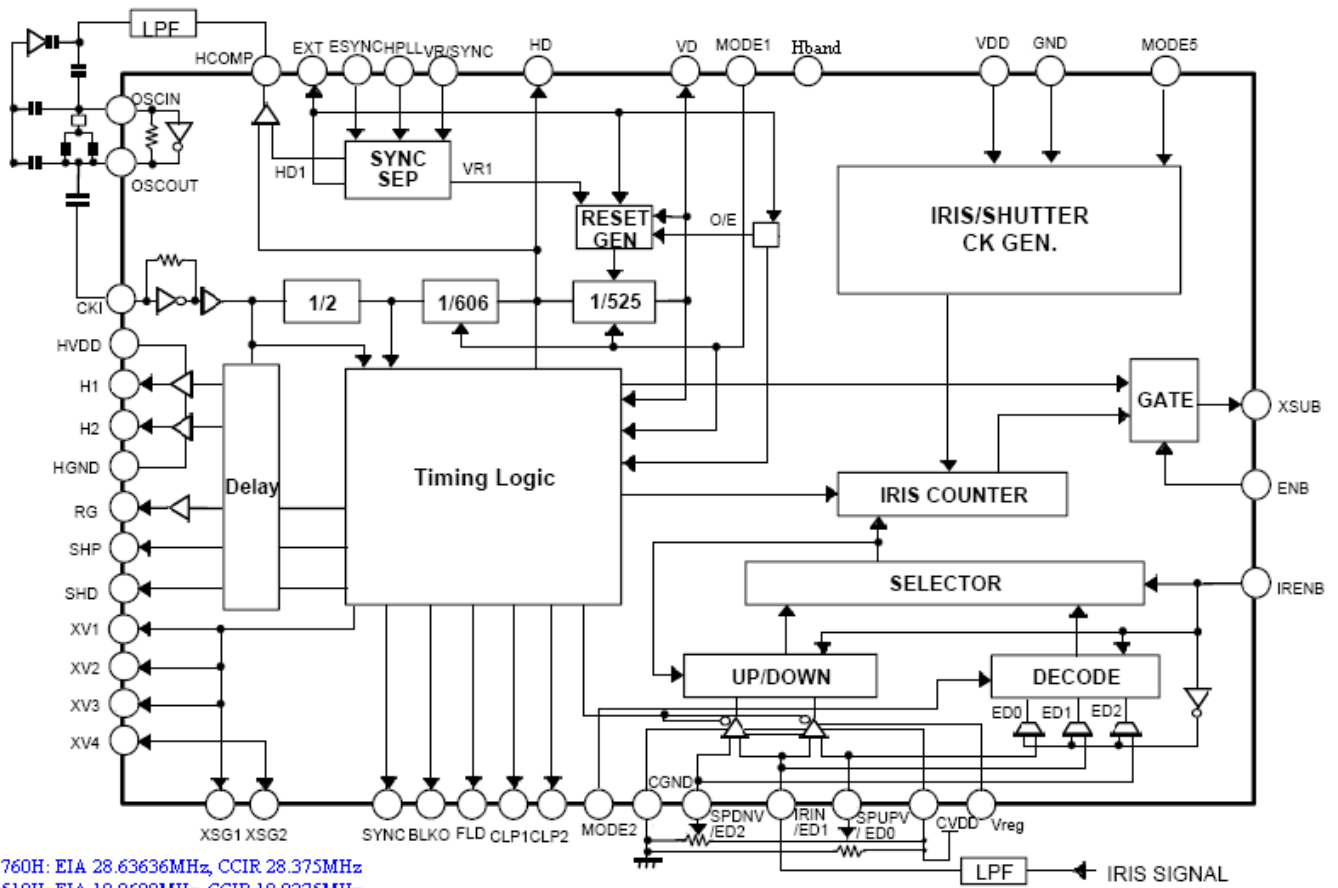 LPF
HCOMP
EXT
ESYNC
HPLL
VR/SYNC
HD
VD
MODE1
Hband
VDD
GND
MODE5
OSCIN
OSCOUT
HD1
SYNC
SEP
VR1
RESET
GEN
O/E
IRIS/SHUTTER
CK GEN.
CKI
1/2
1/606
1/525
HVDD
H1
H2
HGND
RG
SHP
SHD
XV1
XV2
XV3
XV4
Delay
Timing Logic
GATE
XSUB
IRIS COUNTER
ENB
SELECTOR
IRENB
UP/DOWN
DECODE
ED0
ED1
ED2
XSG1
XSG2
SYNC
BLKO
FLD
CLP1
CLP2
MODE2
CGND
SPDNV
/ED2
IRIN
/ED1
SPUPV
/ ED0
CVDD
Vreg
LPF
IRIS SIGNAL
760H: EIA 28.63636MHz, CCIR 28.375MHz